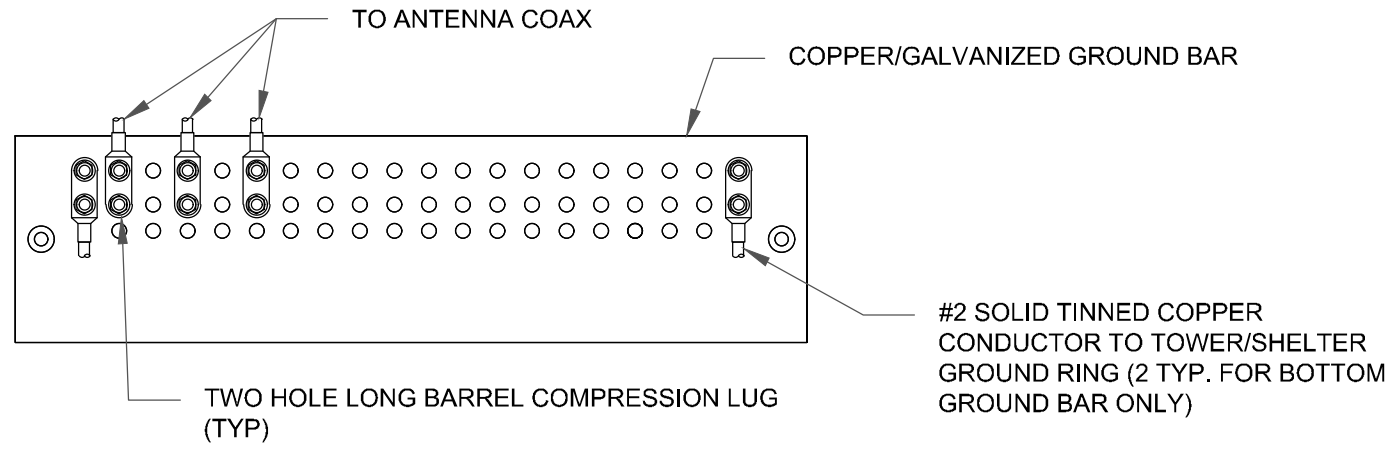 TO ANTENNA COAX
COPPER/GALVANIZED GROUND BAR
#2 SOLID TINNED COPPER
CONDUCTOR TO TOWER/SHELTER
GROUND RING (2 TYP. FOR BOTTOM
GROUND BAR ONLY)
TWO HOLE LONG BARREL COMPRESSION LUG
(TYP)